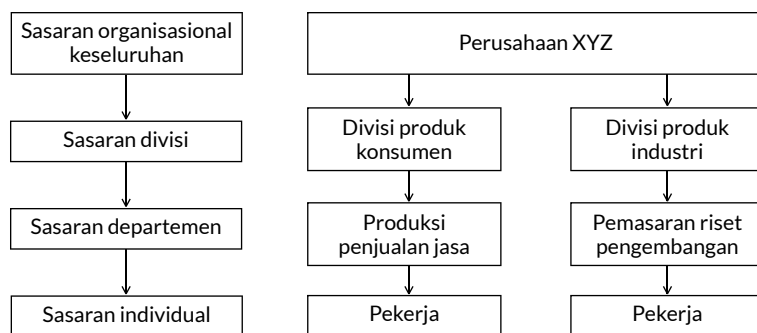 Sasaran organisasional
keseluruhan
Perusahaan XYZ
Sasaran divisi
Divisi produk
konsumen
Divisi produk
industri
Sasaran departemen
Produksi
penjualan jasa
Pemasaran riset
pengembangan
Sasaran individual
Pekerja
Pekerja